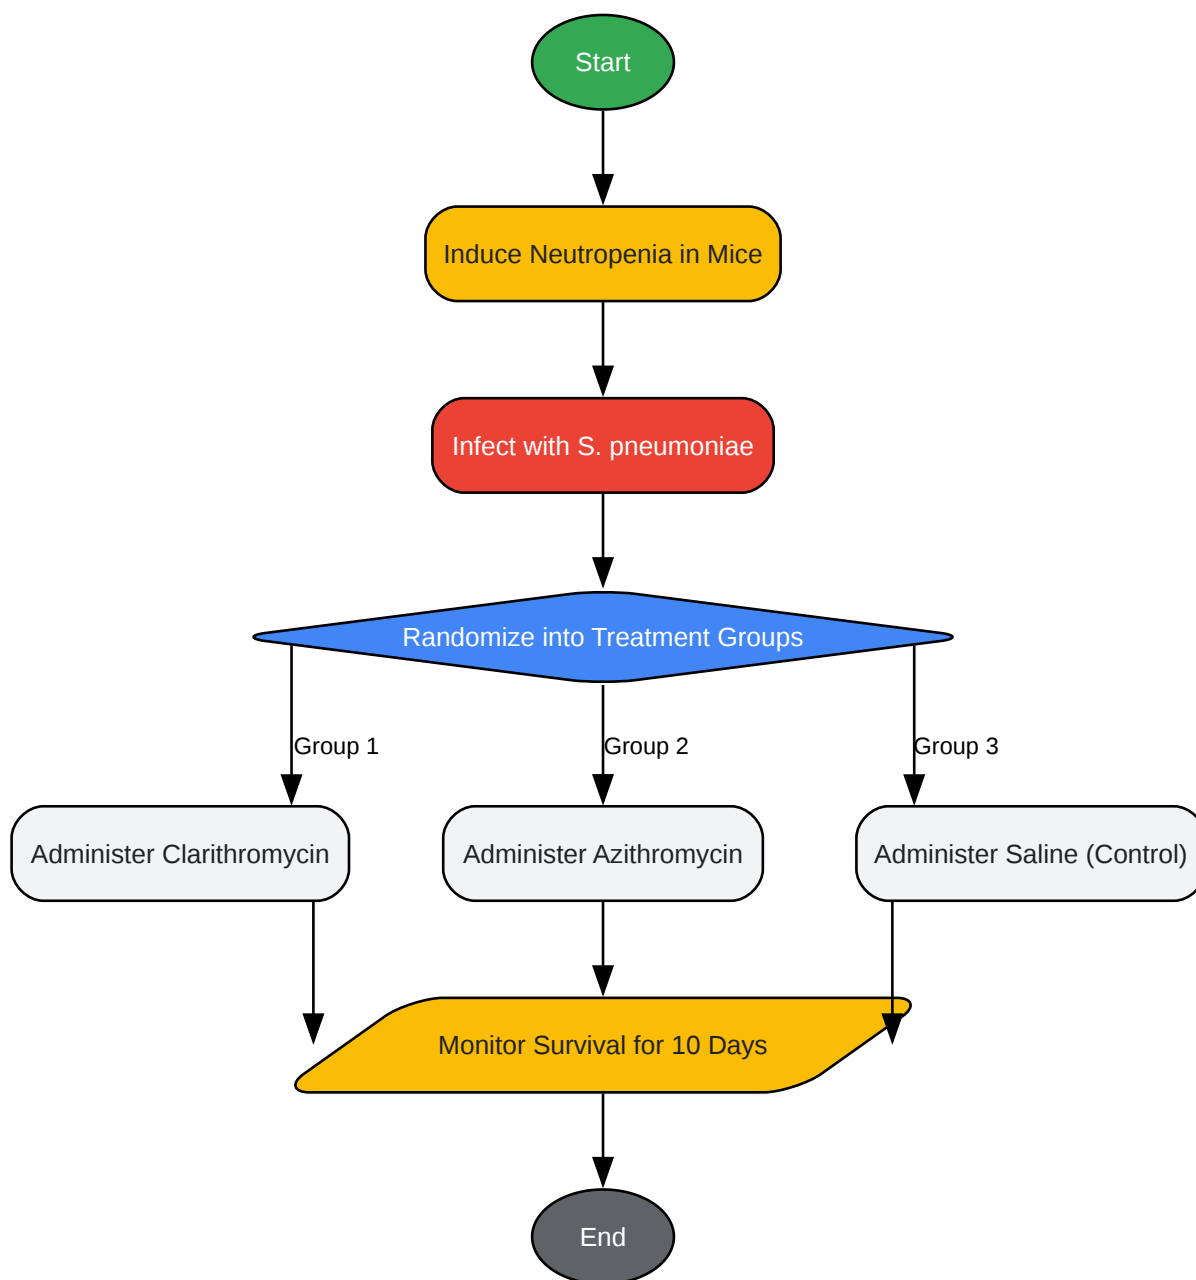 Start
Induce Neutropenia in Mice
Infect with S. pneumoniae
Randomize into Treatment Groups
Group 1
Group 2
Group 3
Administer Clarithromycin
Administer Azithromycin
Administer Saline (Control)
Monitor Survival for 10 Days
End